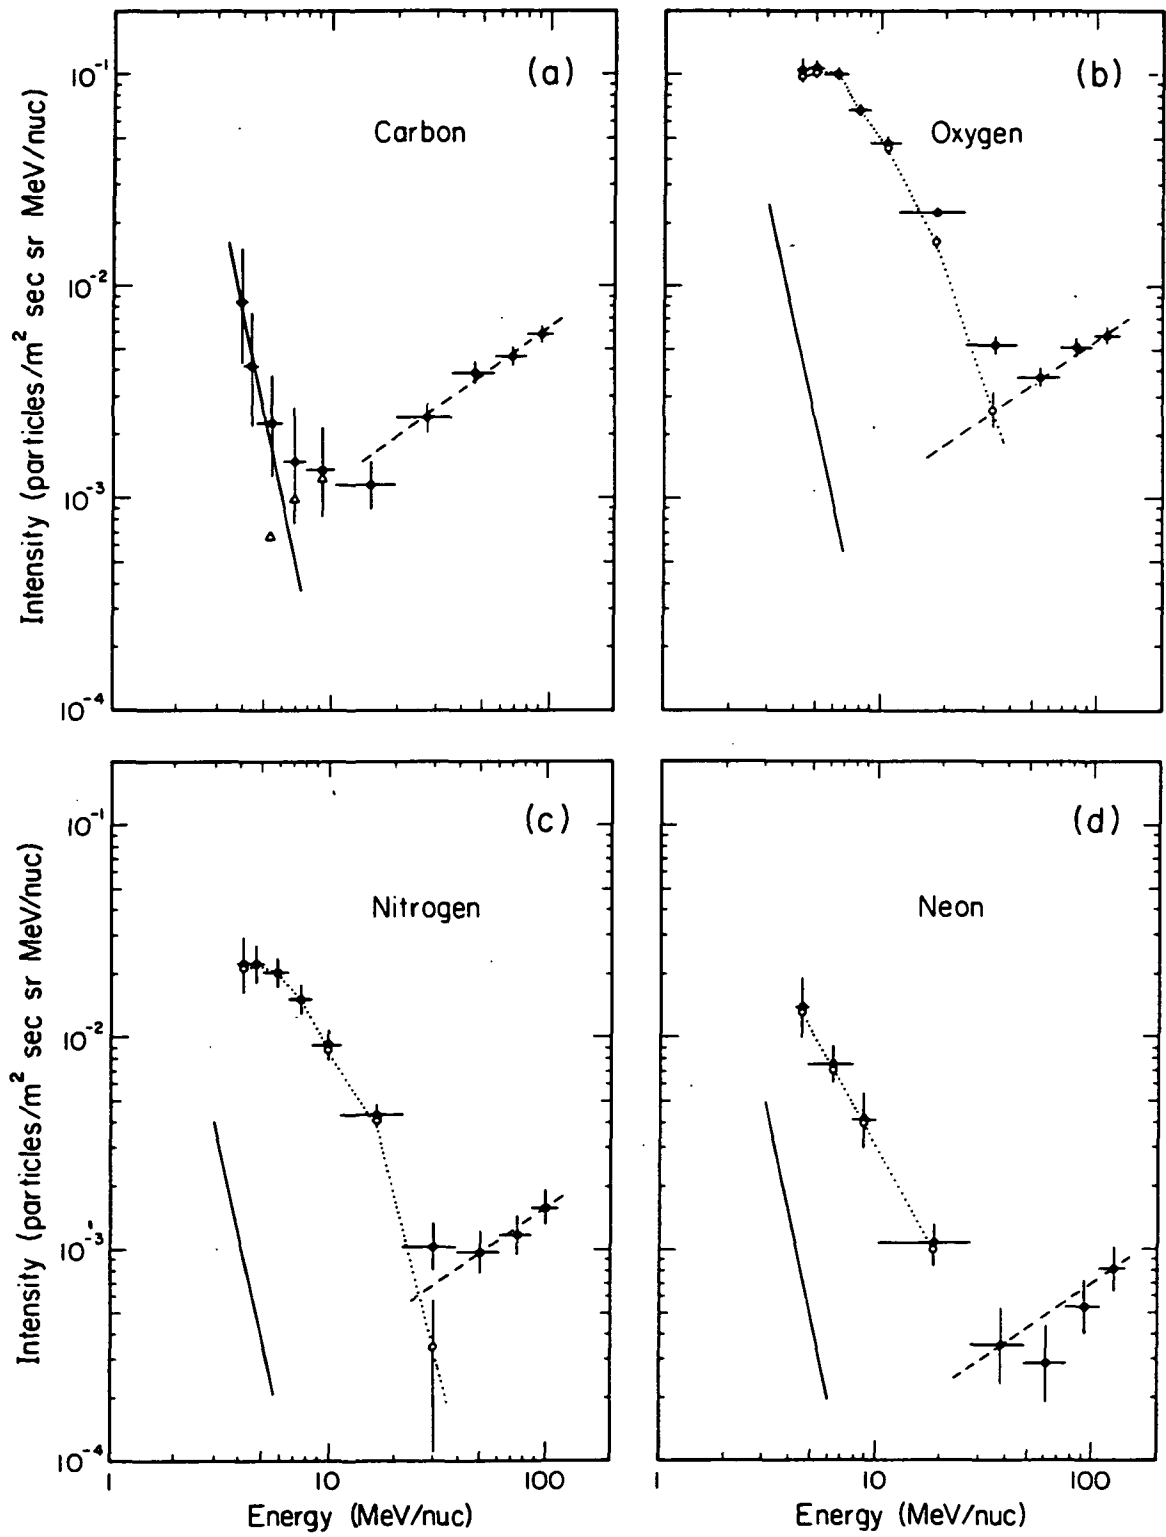 (a)
Carbon
10⁻¹
10⁻²
10⁻³
10⁻⁴
Intensity (particles/m² sec sr MeV/nuc)
(b)
Oxygen
(c)
Nitrogen
10⁻¹
10⁻²
10⁻³
10⁻⁴
Intensity (particles/m² sec sr MeV/nuc)
1 10 100
Energy (MeV/nuc)
(d)
Neon
1 10 100
Energy (MeV/nuc)